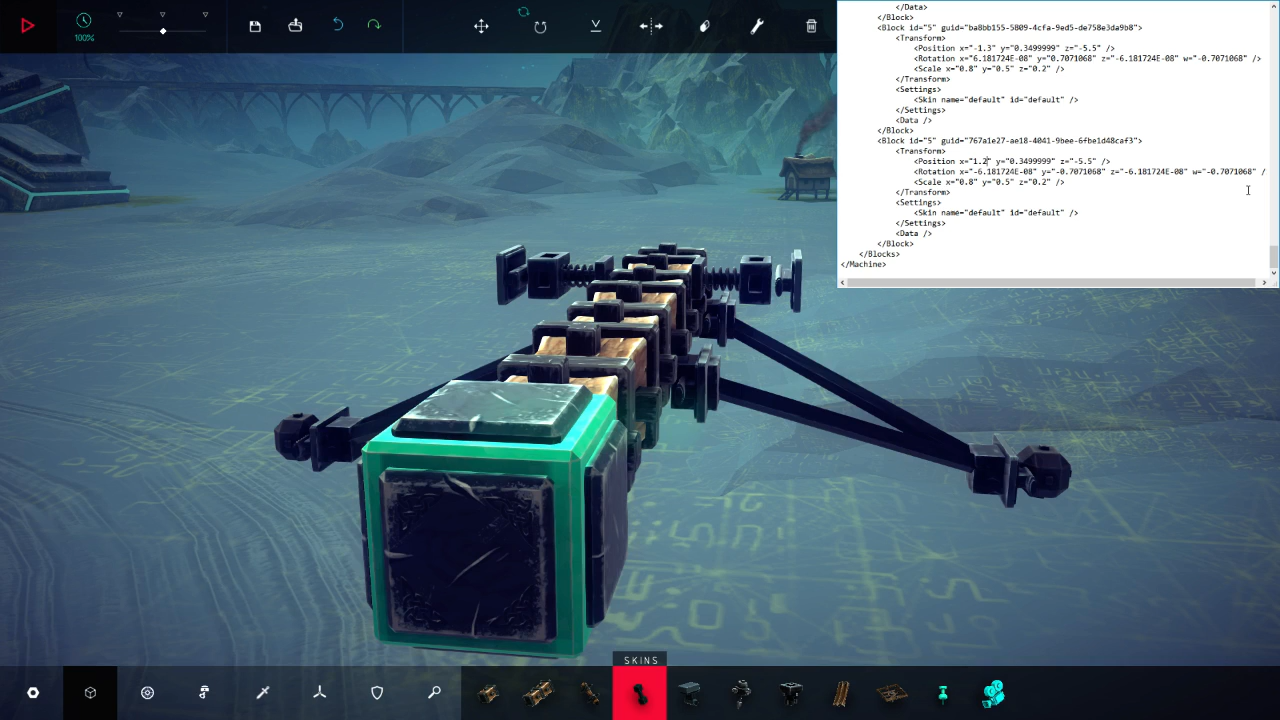 100%
</Data>
</Block>
<Block id="5" guid="ba8bb155-5809-4cfa-9ed5-de758e3da9b8">
<Transform>
<Position x="-1.3" y="0.3499999" z="-5.5" />
<Rotation x="6.181724E-08" y="0.7071068" z="-6.181724E-08" w="-0.7071068" />
<Scale x="0.8" y="0.5" z="0.2" />
</Transform>
<Settings>
<Skin name="default" id="default" />
</Settings>
<Data />
</Block>
<Block id="5" guid="767a1e27-ae18-4041-9bee-6fbe1d48caf3">
<Transform>
<Position x="1.2" y="0.3499999" z="-5.5" />
<Rotation x="-6.181724E-08" y="-0.7071068" z="-6.181724E-08" w="-0.7071068" /
<Scale x="0.8" y="0.5" z="0.2" />
</Transform>
<Settings>
<Skin name="default" id="default" />
</Settings>
<Data />
</Block>
</Blocks>
</Machine>
SKINS